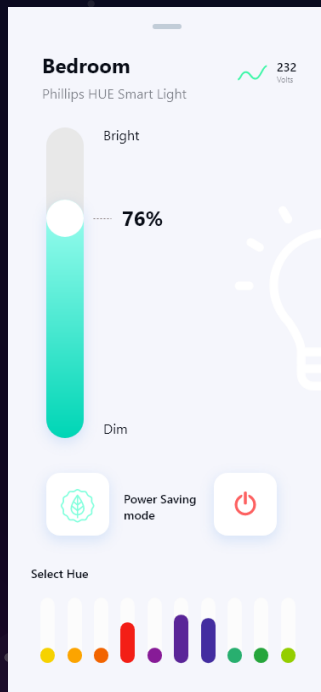 Bedroom
232
Volts
Phillips HUE Smart Light
Bright
76%
Dim
Power Saving
mode
Select Hue